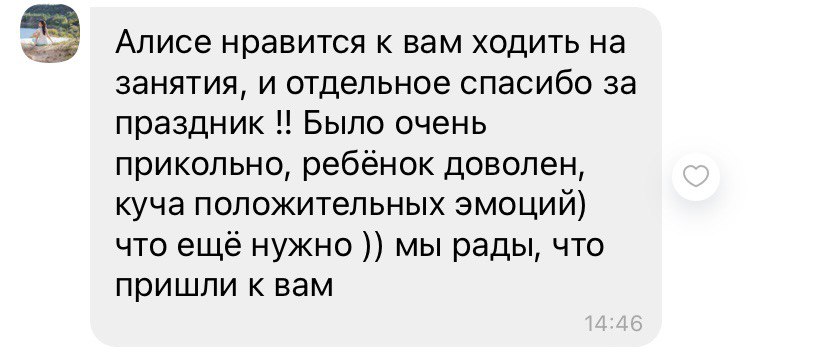 Алисе нравится к вам ходить на
занятия, и отдельное спасибо за
праздник !! Было очень
прикольно, ребёнок доволен,
куча положительных эмоций)
что ещё нужно )) мы рады, что
пришли к вам
14:46